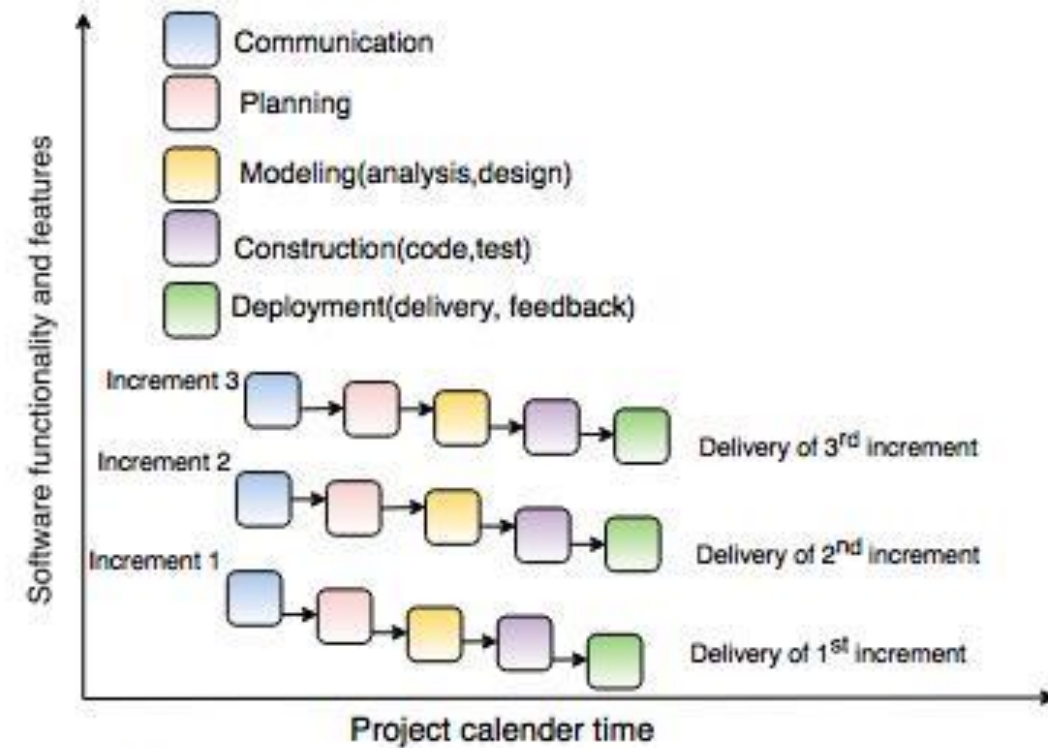 Communication
Planning
Modeling(analysis,design)
Construction(code,test)
Deployment(delivery, feedback)
Software functionality and features
Increment 3
Delivery of 3rd increment
Increment 2
Delivery of 2nd increment
Increment 1
Delivery of 1st increment
Project calender time